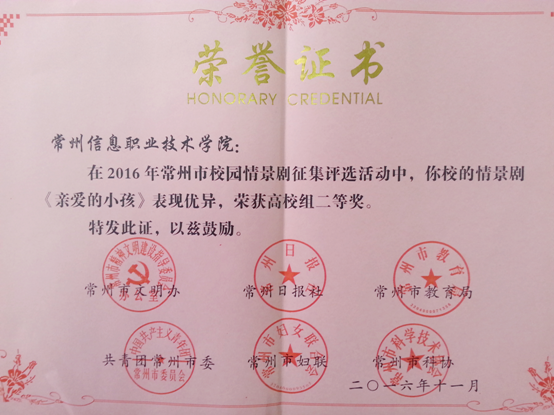 荣誉证书
HONORARY CREDENTIAL
常州信息职业技术学院：
在2016年常州市校园情景剧征集评选活动中，你校的情景剧
《亲爱的小孩》表现优异，荣获高校组二等奖。
特发此证，以兹鼓励。
常州市文明办 常州日报社 常州市教育局
共青团常州市委 常州市妇联 常州市科协
二〇一六年十一月